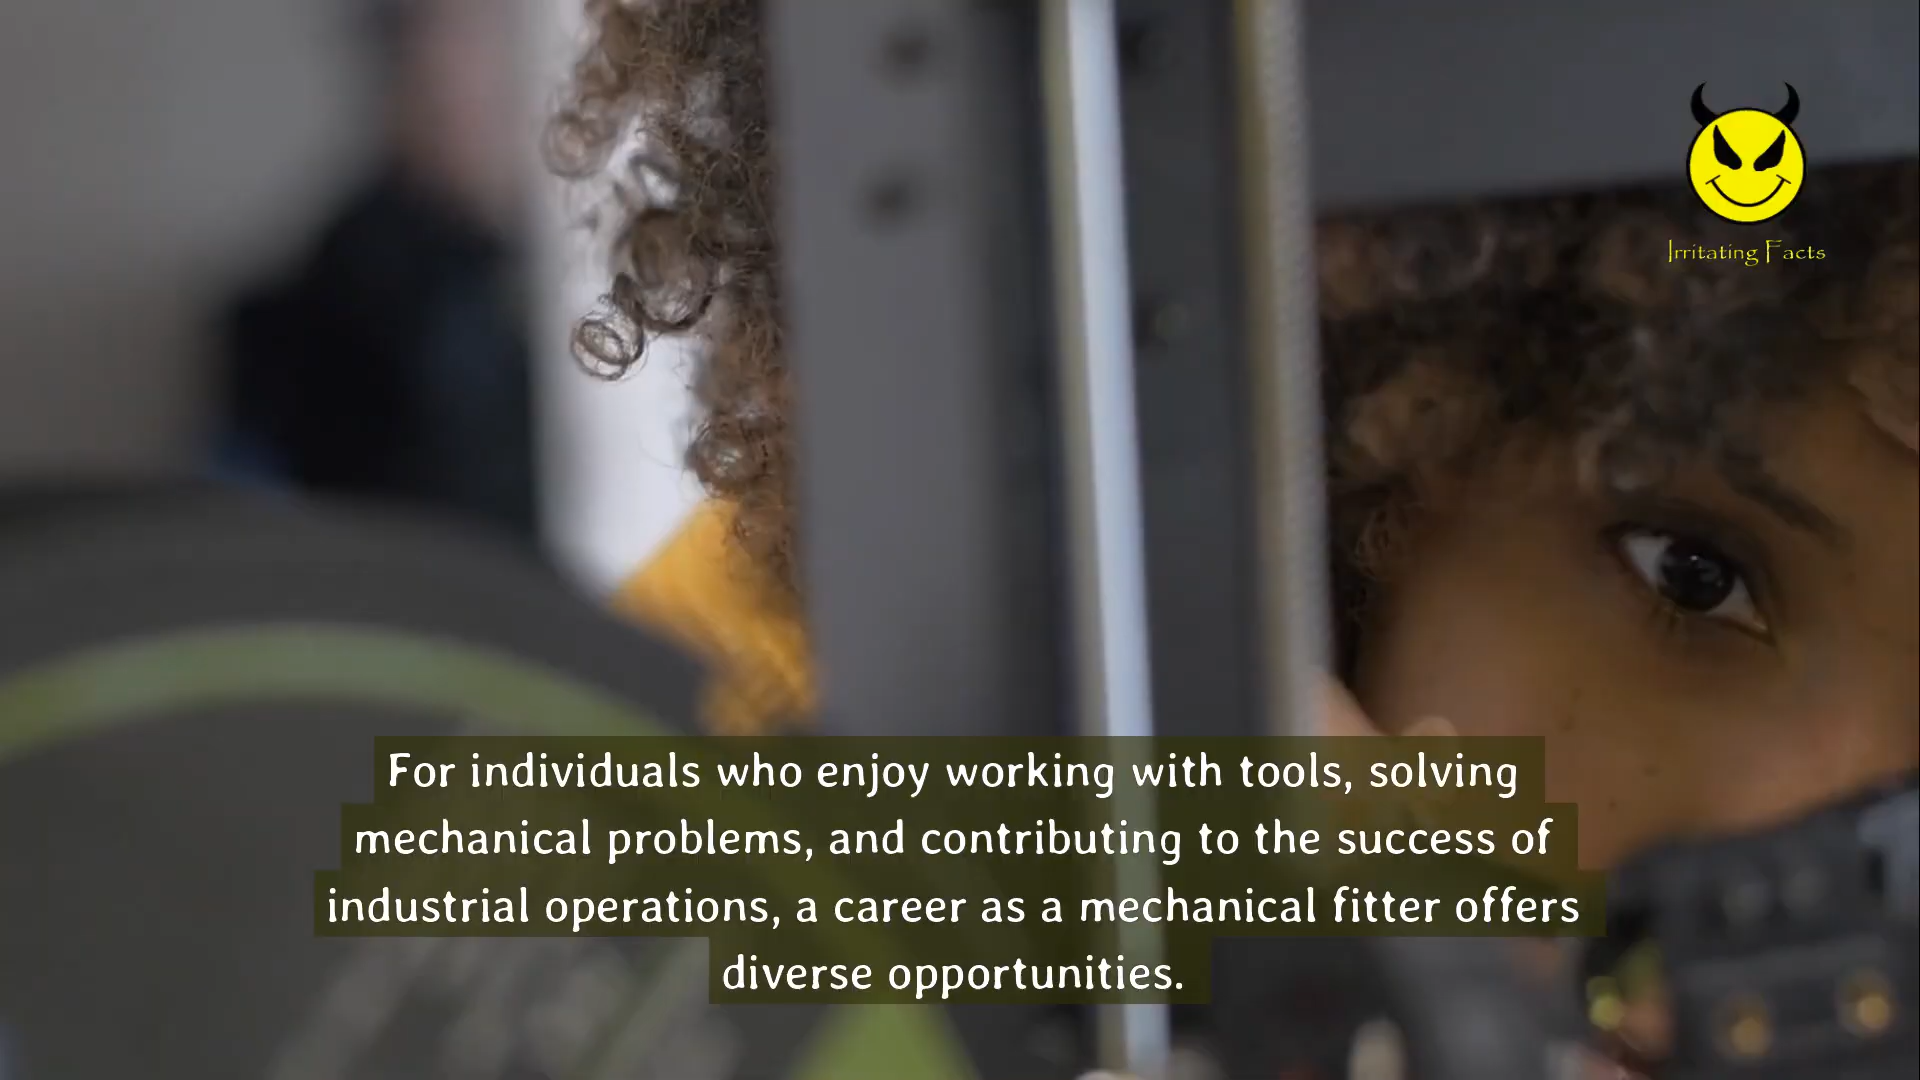 Irritating Facts
For individuals who enjoy working with tools, solving
mechanical problems, and contributing to the success of
industrial operations, a career as a mechanical fitter offers
diverse opportunities.